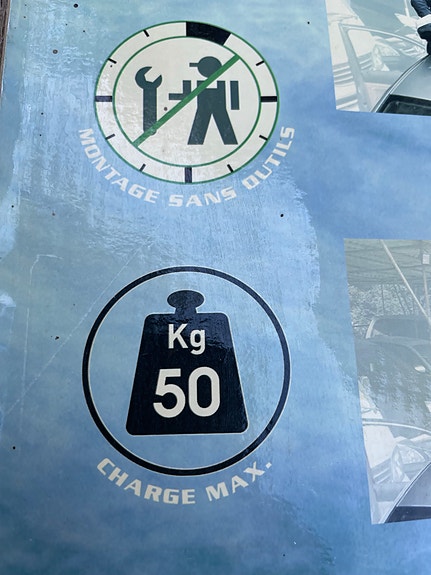 MONTAGE SANS OUTILS
Kg
50
CHARGE MAX.